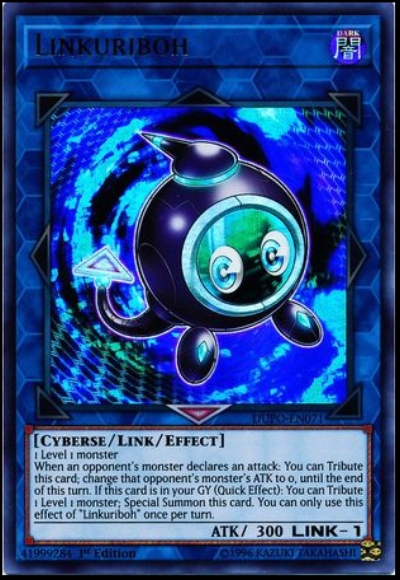 LINKURIBOH
DARK
闇
DUPO-EN071
[CYBERSE/LINK/EFFECT]
1 Level 1 monster
When an opponent's monster declares an attack: You can Tribute
this card; change that opponent's monster's ATK to 0, until the
end of this turn. If this card is in your GY (Quick Effect): You can Tribute
1 Level 1 monster; Special Summon this card. You can only use this
effect of "Linkuriboh" once per turn.
ATK/ 300 LINK-1
41999284 1st Edition ©1996 KAZUKI TAKAHASHI